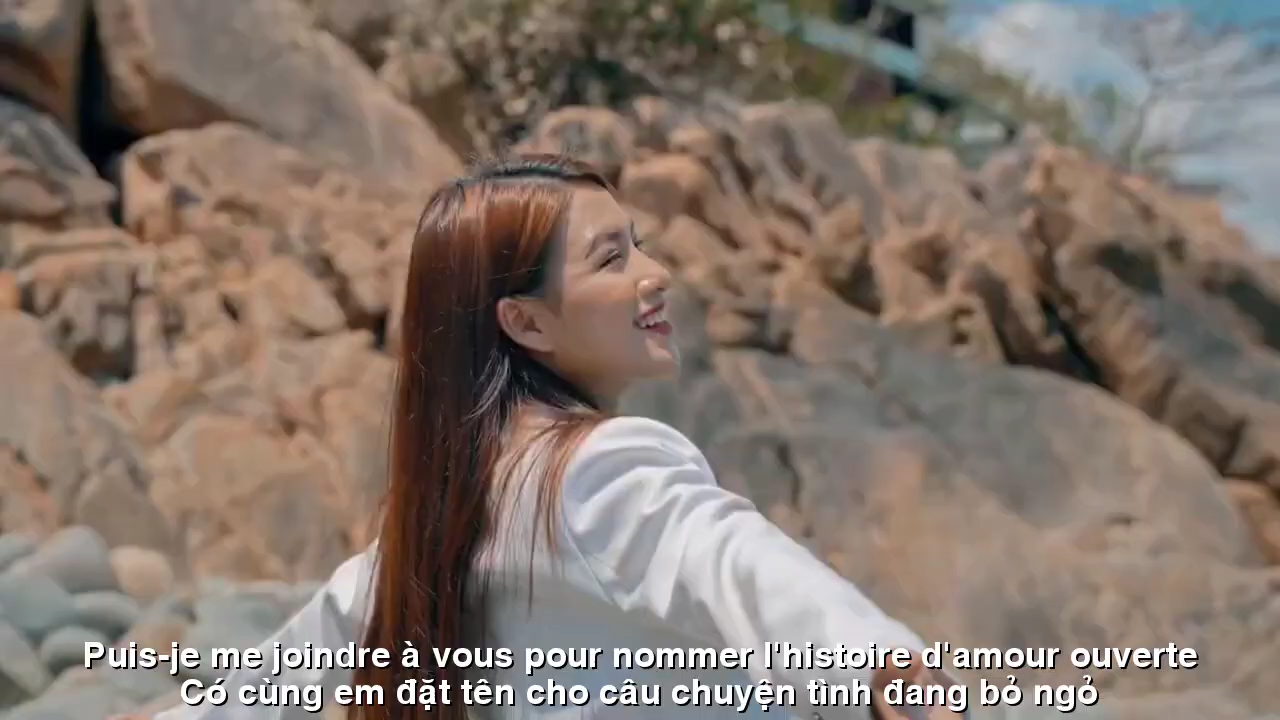 Puis-je me joindre à vous pour nommer l'histoire d'amour ouverte
Có cùng em đặt tên cho câu chuyện tình đang bỏ ngỏ